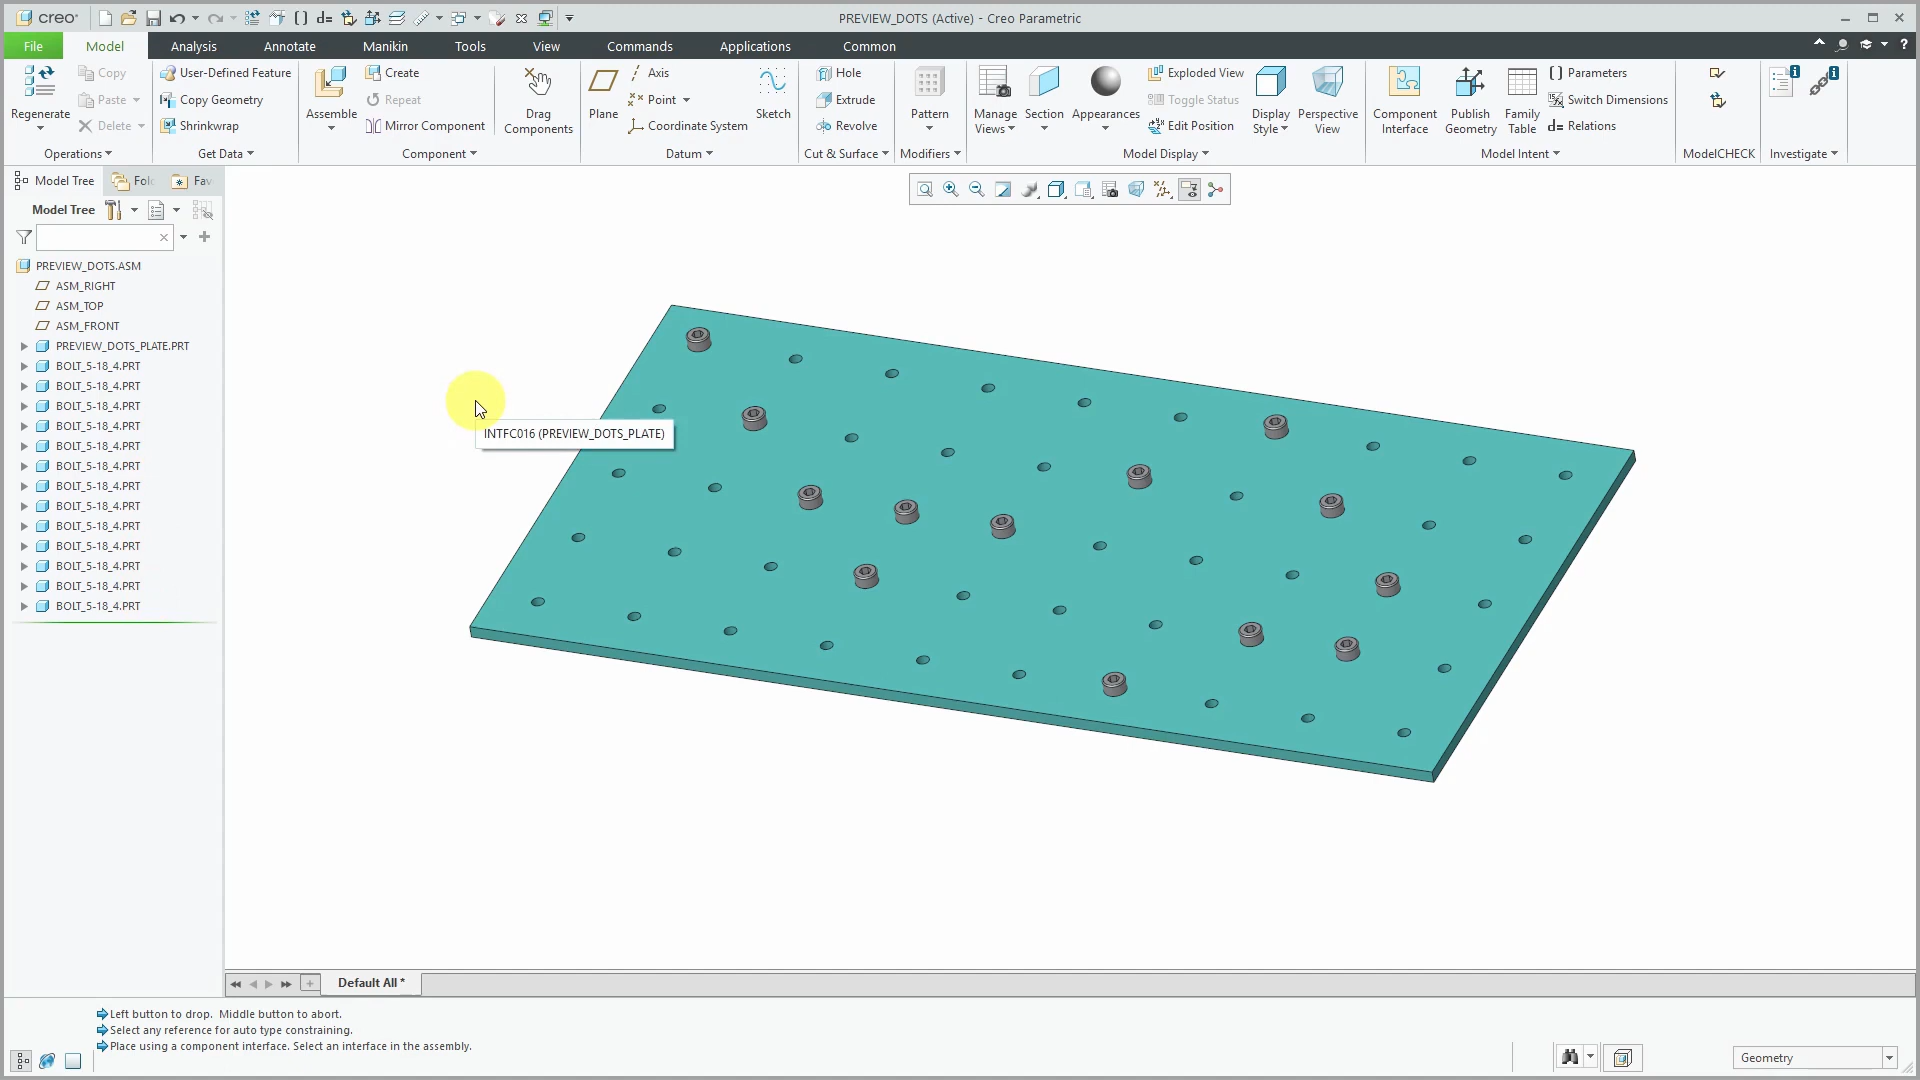 creo
PREVIEW_DOTS (Active) - Creo Parametric
File
Model
Analysis
Annotate
Manikin
Tools
View
Commands
Applications
Common
Regenerate
Copy
Paste
Delete
Operations
User-Defined Feature
Copy Geometry
Shrinkwrap
Get Data
Assemble
Create
Repeat
Mirror Component
Drag
Components
Component
Plane
Axis
Point
Coordinate System
Sketch
Datum
Hole
Extrude
Revolve
Cut & Surface
Pattern
Modifiers
Manage
Views
Section
Appearances
Exploded View
Toggle Status
Edit Position
Display
Style
Perspective
View
Model Display
Component
Interface
Publish
Geometry
Family
Table
Parameters
Switch Dimensions
d= Relations
Model Intent
ModelCHECK
Investigate
Model Tree
Fol
Fav
Model Tree
PREVIEW_DOTS.ASM
ASM_RIGHT
ASM_TOP
ASM_FRONT
PREVIEW_DOTS_PLATE.PRT
BOLT_5-18_4.PRT
BOLT_5-18_4.PRT
BOLT_5-18_4.PRT
BOLT_5-18_4.PRT
BOLT_5-18_4.PRT
BOLT_5-18_4.PRT
BOLT_5-18_4.PRT
BOLT_5-18_4.PRT
BOLT_5-18_4.PRT
BOLT_5-18_4.PRT
BOLT_5-18_4.PRT
BOLT_5-18_4.PRT
BOLT_5-18_4.PRT
INTFC016 (PREVIEW_DOTS_PLATE)
Default All *
Left button to drop. Middle button to abort.
Select any reference for auto type constraining.
Place using a component interface. Select an interface in the assembly.
Geometry